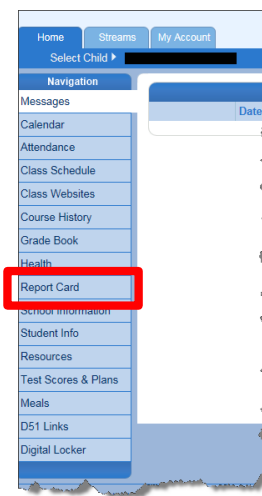 Home Streams My Account
Select Child
Navigation
Date
Messages
Calendar
Attendance
Class Schedule
Class Websites
Course History
Grade Book
Health
Report Card
School Information
Student Info
Resources
Test Scores & Plans
Meals
D51 Links
Digital Locker